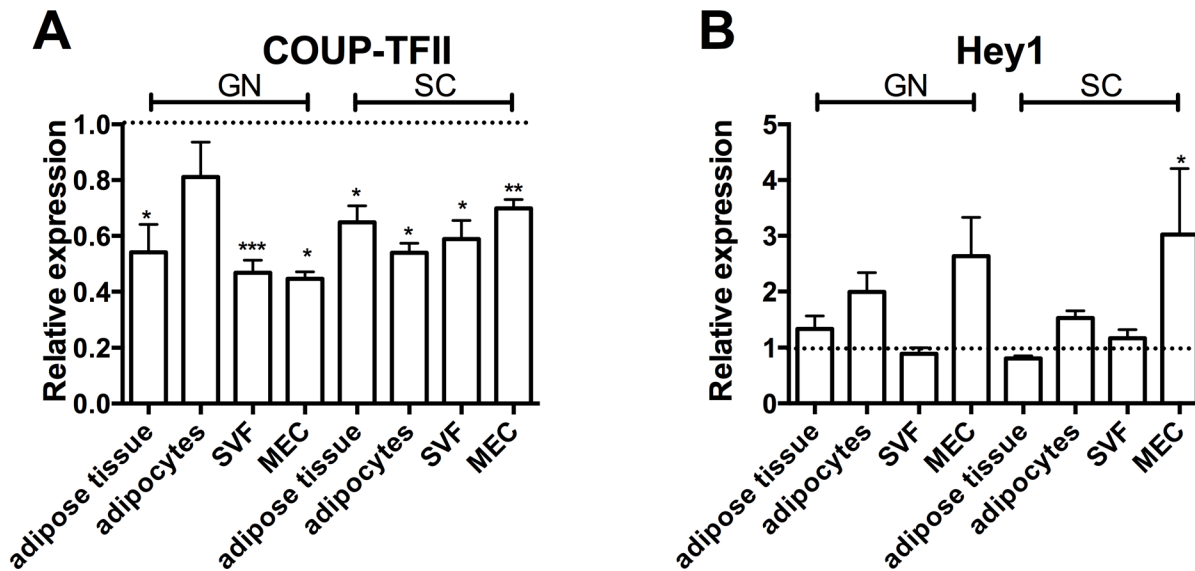 A
COUP-TFII
GN SC
Relative expression
1.0
0.8
0.6
0.4
0.2
0.0
* *** * * * * **
adipose tissue
adipocytes
SVF
MEC
adipose tissue
adipocytes
SVF
MEC
B
Hey1
GN SC
Relative expression
5
4
3
2
1
0
*
adipose tissue
adipocytes
SVF
MEC
adipose tissue
adipocytes
SVF
MEC